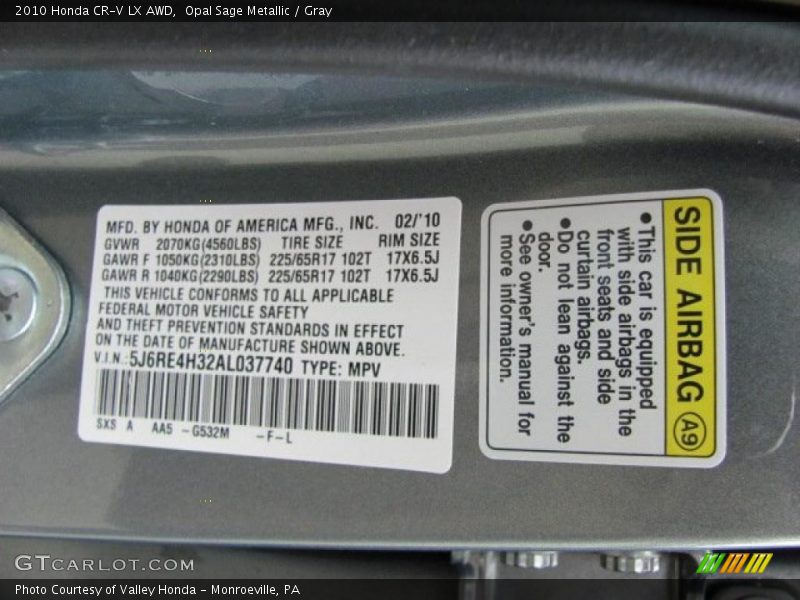 2010 Honda CR-V LX AWD,  Opal Sage Metallic / Gray
MFD. BY HONDA OF AMERICA MFG., INC. 02/'10
GVWR 2070KG(4560LBS) TIRE SIZE RIM SIZE
GAWR F 1050KG(2310LBS) 225/65R17 102T 17X6.5J
GAWR R 1040KG(2290LBS) 225/65R17 102T 17X6.5J
THIS VEHICLE CONFORMS TO ALL APPLICABLE
FEDERAL MOTOR VEHICLE SAFETY
AND THEFT PREVENTION STANDARDS IN EFFECT
ON THE DATE OF MANUFACTURE SHOWN ABOVE.
V.I.N.: 5J6RE4H32AL037740 TYPE: MPV
SXS A AA5 -G532M -F-L
SIDE AIRBAG A9
•This car is equipped
with side airbags in the
front seats and side
curtain airbags.
•Do not lean against the
door.
•See owner's manual for
more information.
GTCARLOT.COM
Photo Courtesy of Valley Honda - Monroeville, PA